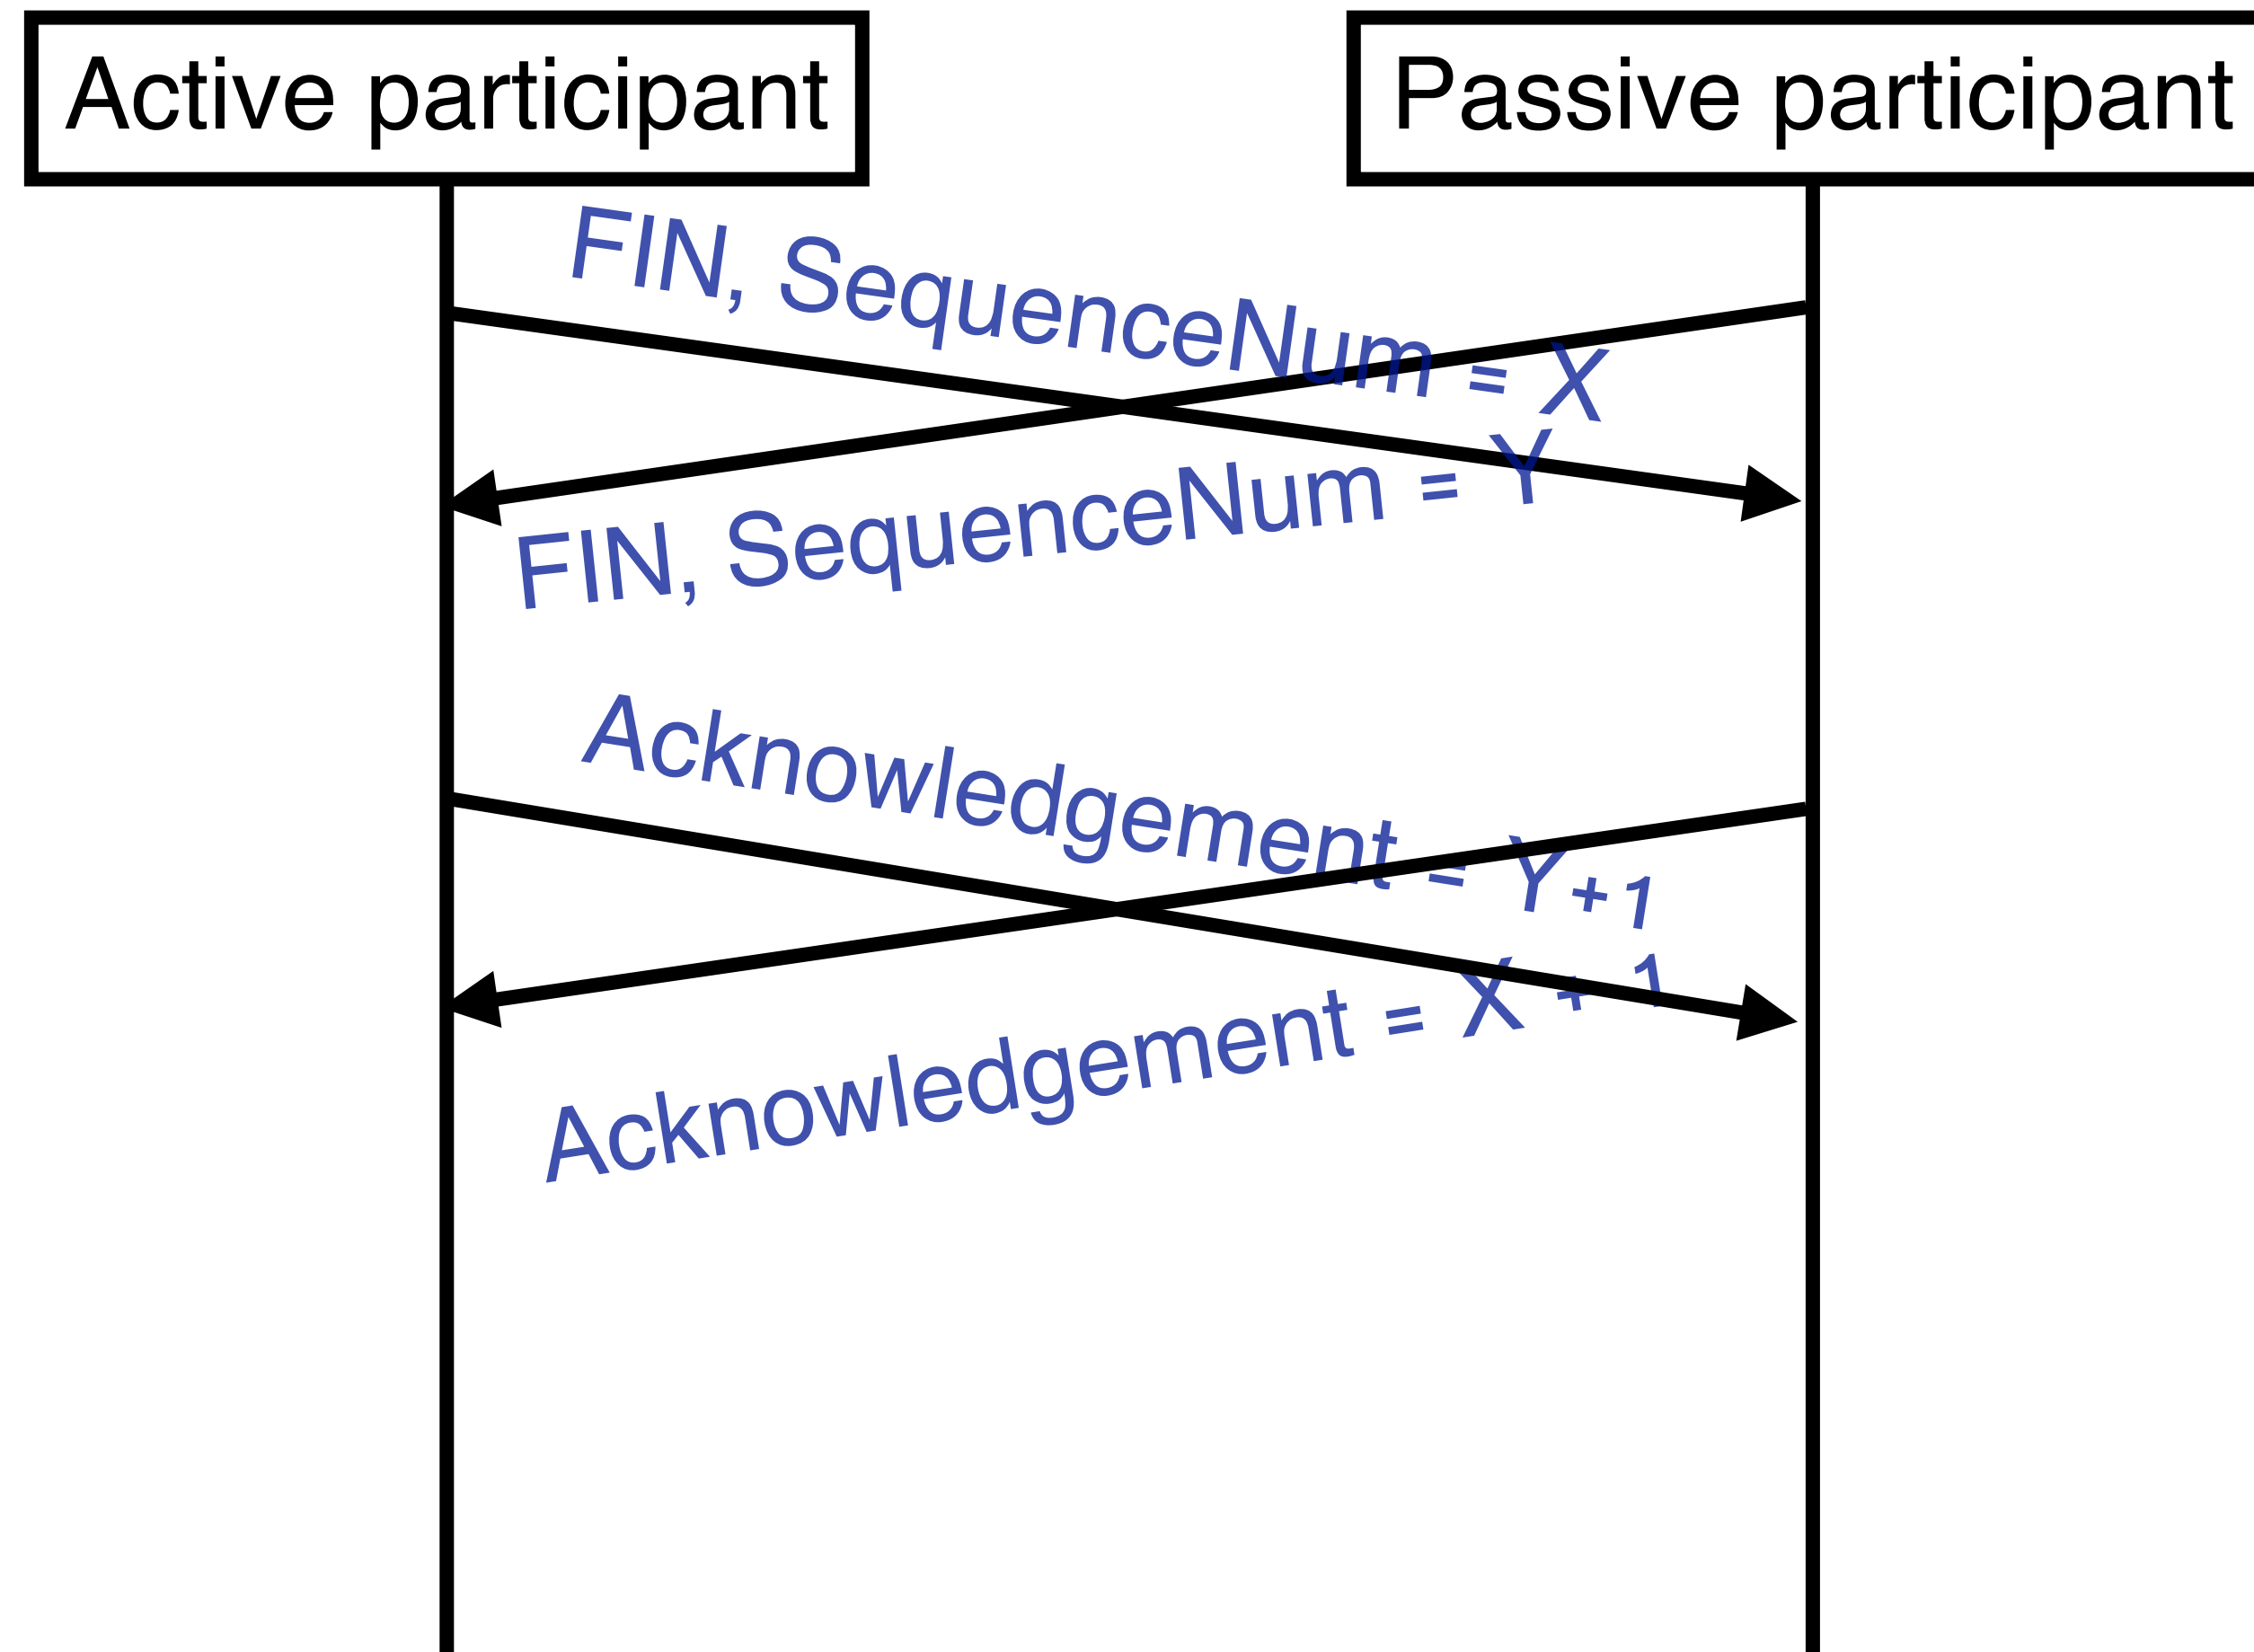 Active participant
Passive participant
FIN, SequenceNum = X
FIN, SequenceNum = Y
Acknowledgement = Y+1
Acknowledgement = X + 1